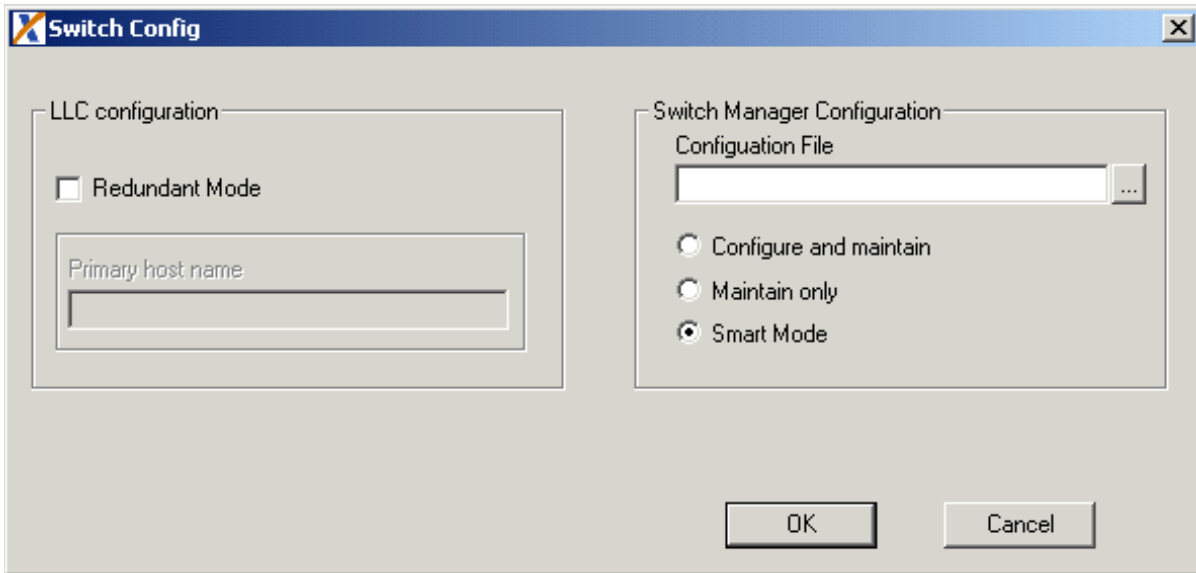 Switch Config
LLC configuration
Redundant Mode
Primary host name
Switch Manager Configuration
Configuation File
...
Configure and maintain
Maintain only
Smart Mode
OK
Cancel